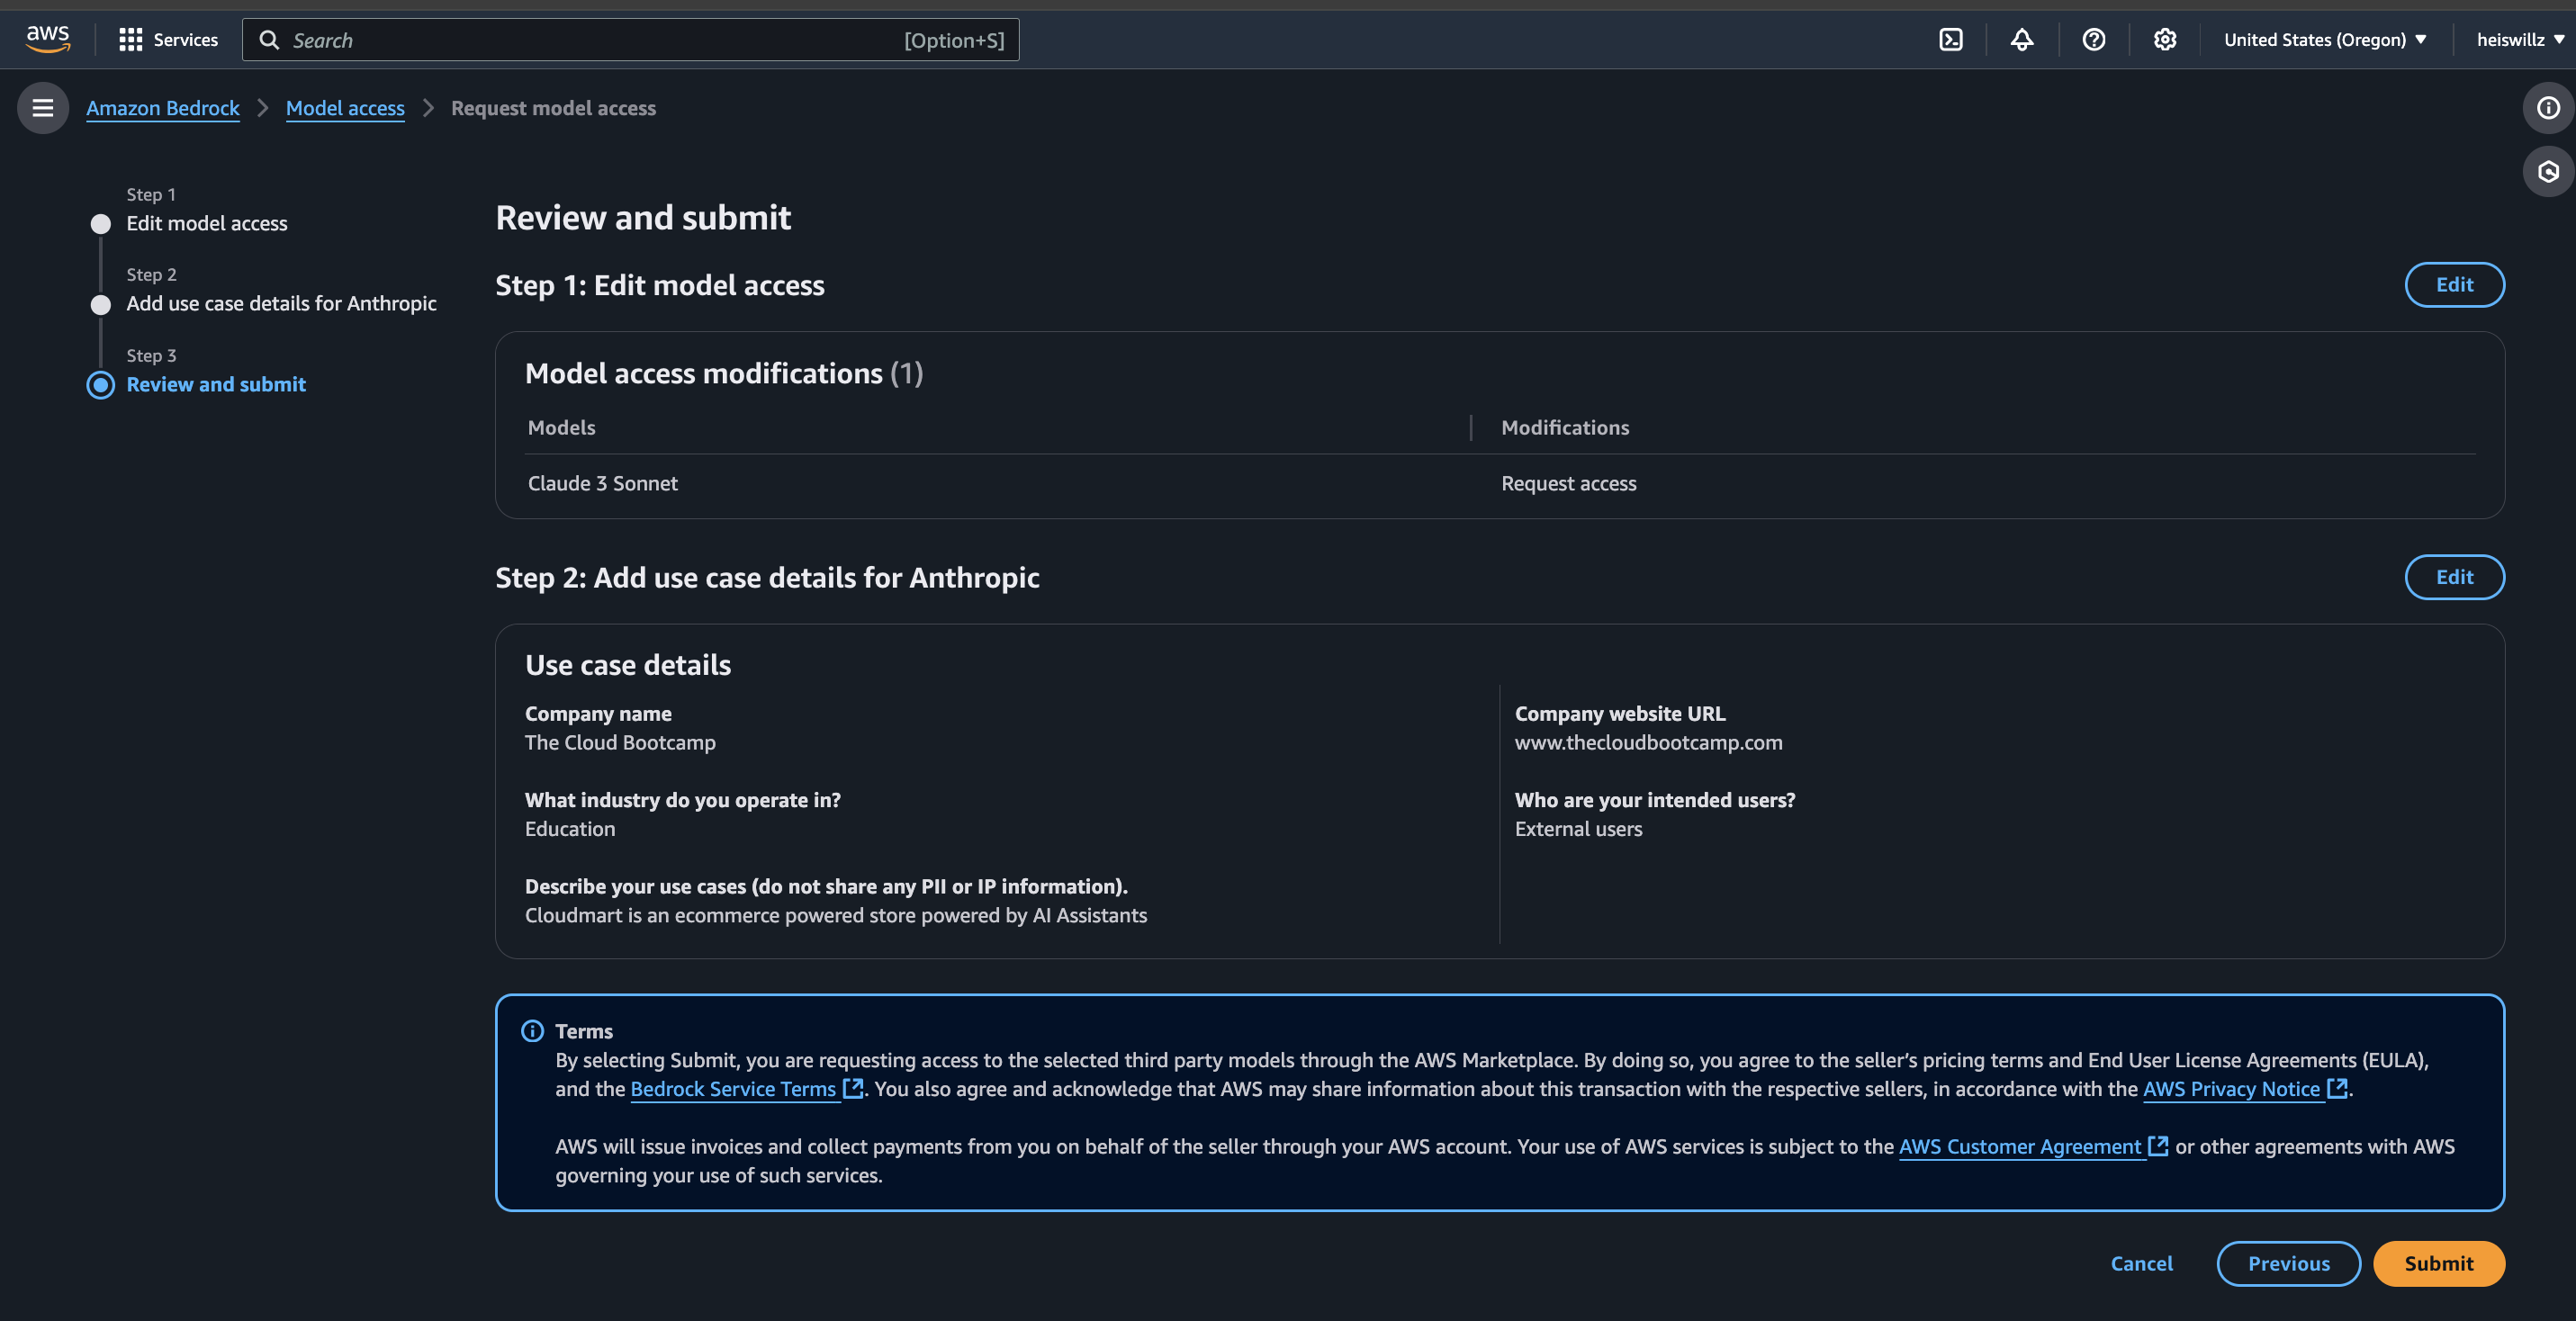 aws
Services
Search
[Option+S]
United States (Oregon)
heiswillz
Amazon Bedrock
Model access
Request model access
Step 1
Edit model access
Step 2
Add use case details for Anthropic
Step 3
Review and submit
Review and submit
Step 1: Edit model access
Edit
Model access modifications (1)
Models
Modifications
Claude 3 Sonnet
Request access
Step 2: Add use case details for Anthropic
Edit
Use case details
Company name
The Cloud Bootcamp
Company website URL
www.thecloudbootcamp.com
What industry do you operate in?
Education
Who are your intended users?
External users
Describe your use cases (do not share any PII or IP information).
Cloudmart is an ecommerce powered store powered by AI Assistants
Terms
By selecting Submit, you are requesting access to the selected third party models through the AWS Marketplace. By doing so, you agree to the seller’s pricing terms and End User License Agreements (EULA),
and the Bedrock Service Terms. You also agree and acknowledge that AWS may share information about this transaction with the respective sellers, in accordance with the AWS Privacy Notice.
AWS will issue invoices and collect payments from you on behalf of the seller through your AWS account. Your use of AWS services is subject to the AWS Customer Agreement or other agreements with AWS
governing your use of such services.
Cancel
Previous
Submit